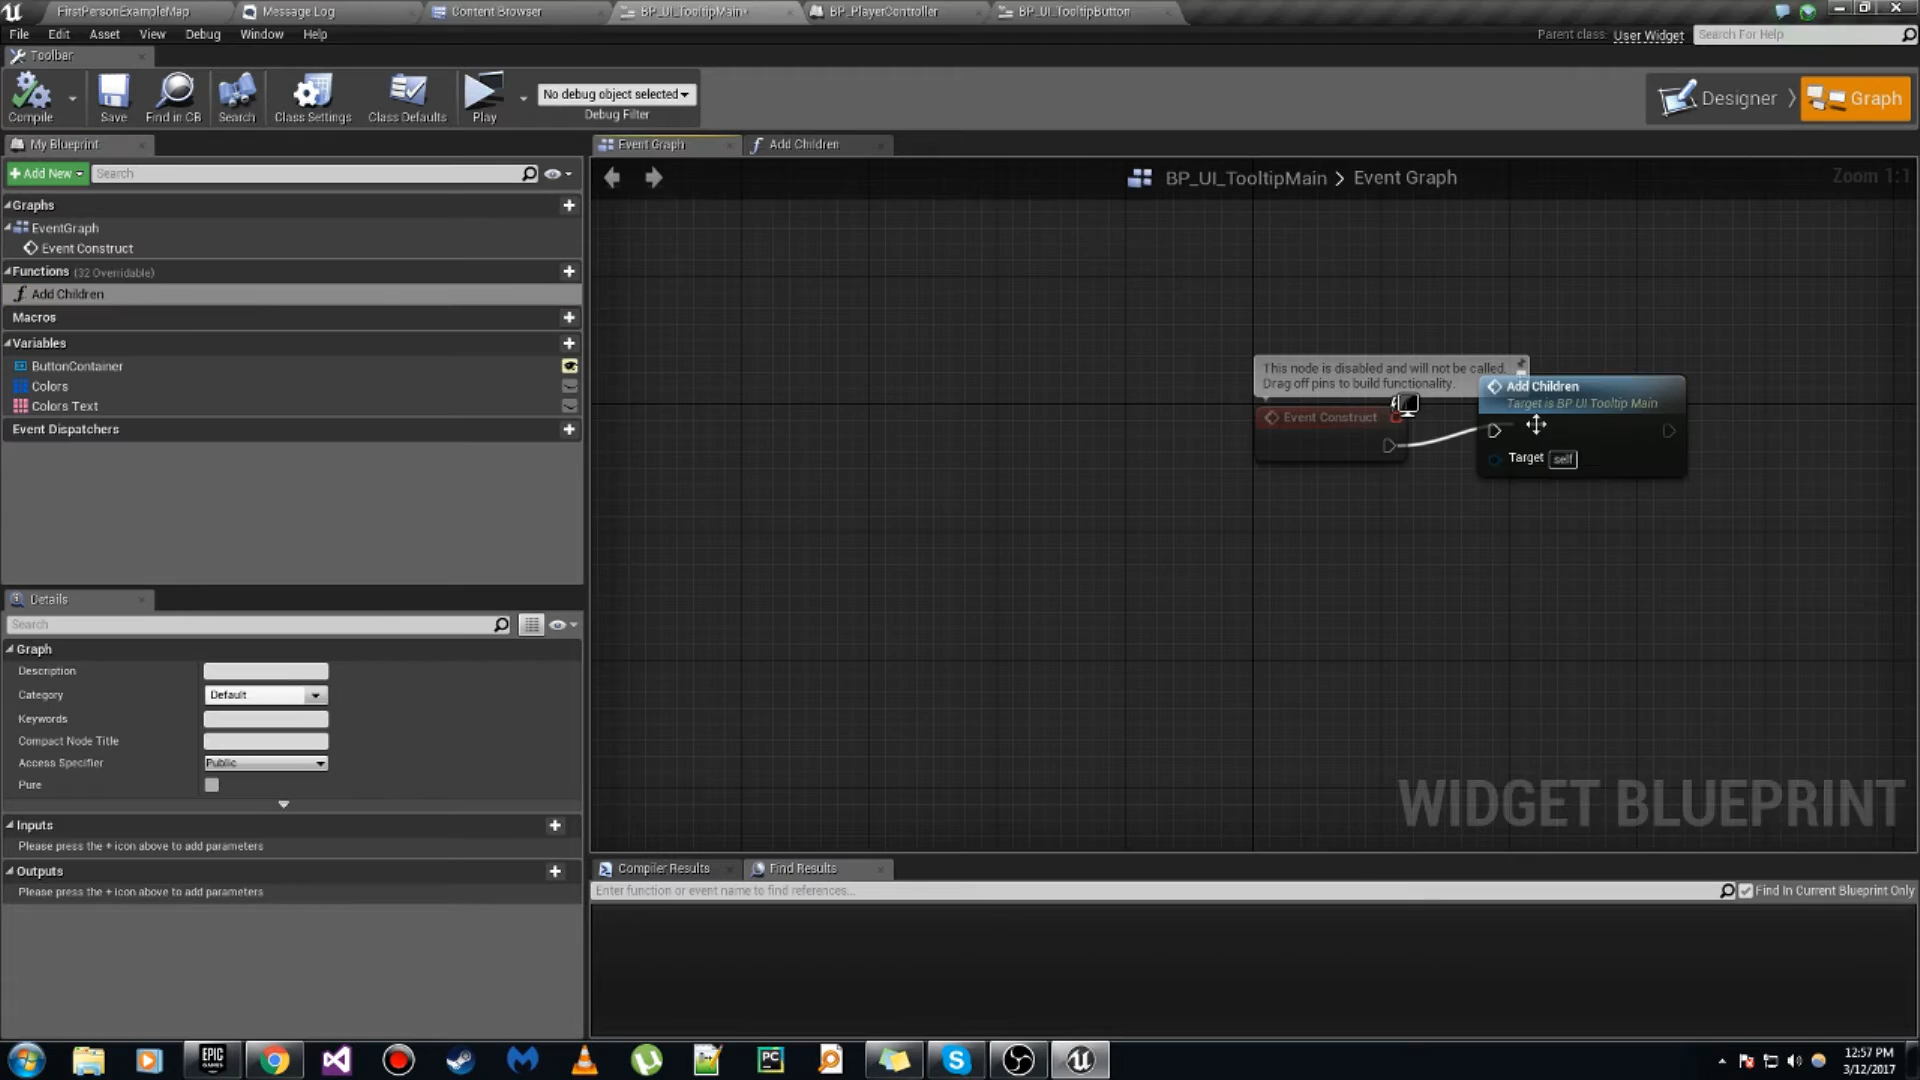 FirstPersonExampleMap
Message Log
Content Browser
BP_UI_TooltipMain*
BP_PlayerController
BP_UI_TooltipButton
File Edit Asset View Debug Window Help
Parent class: User Widget
Search For Help
Toolbar
Compile
Save
Find in CB
Search
Class Settings
Class Defaults
Play
No debug object selected
Debug Filter
Designer
Graph
My Blueprint
Event Graph
Add Children
+ Add New
Search
BP_UI_TooltipMain > Event Graph
Zoom 1:1
Graphs
EventGraph
Event Construct
Functions (32 Overridable)
Add Children
Macros
Variables
ButtonContainer
Colors
Colors Text
Event Dispatchers
This node is disabled and will not be called.
Drag off pins to build functionality.
Event Construct
Add Children
Target is BP UI Tooltip Main
Target self
WIDGET BLUEPRINT
Details
Search
Graph
Description
Category Default
Keywords
Compact Node Title
Access Specifier Public
Pure
Inputs
Please press the + icon above to add parameters
Outputs
Please press the + icon above to add parameters
Compiler Results
Find Results
Enter function or event name to find references...
Find In Current Blueprint Only
EPIC
GAMES
PC
12:57 PM
3/12/2017